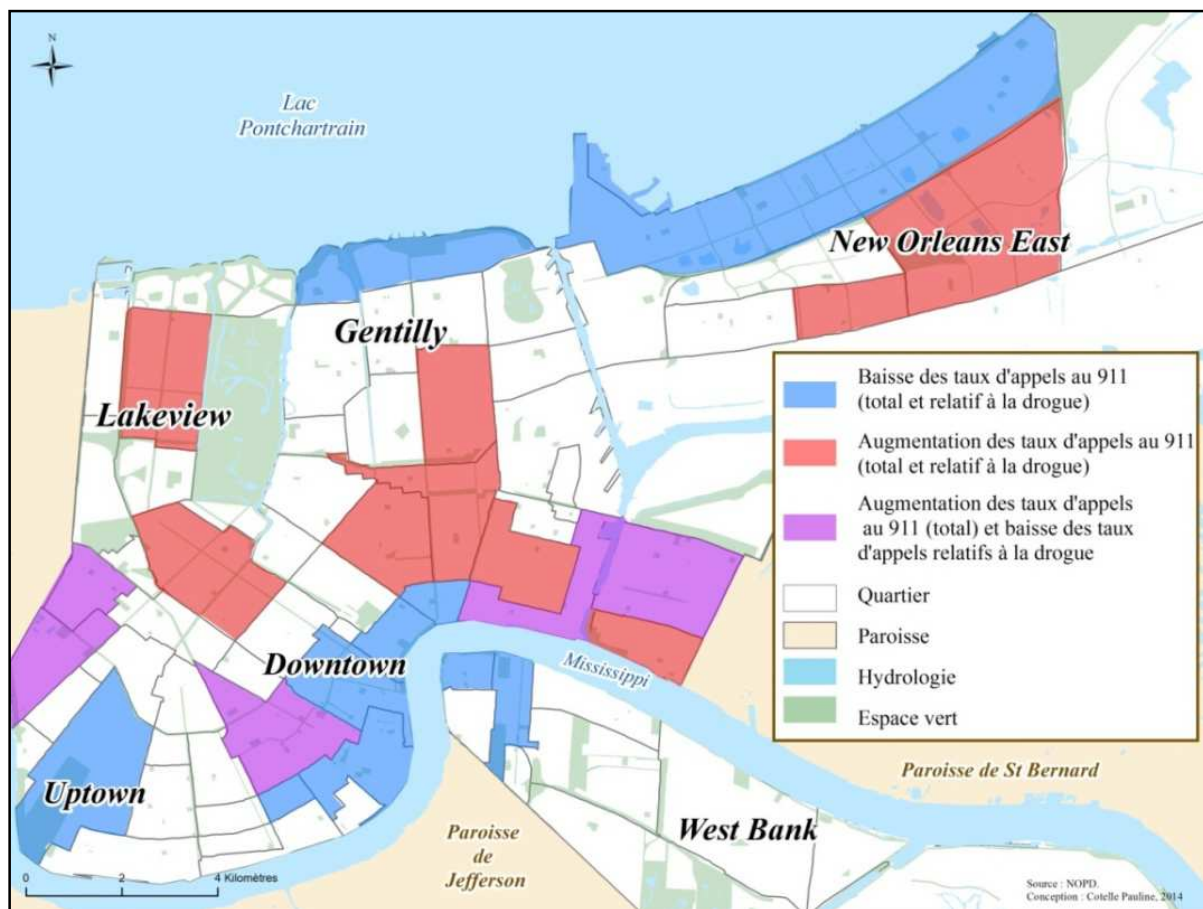 N
Lac
Pontchartrain
New Orleans East
Gentilly
Lakeview
Downtown
Mississippi
Uptown
West Bank
Paroisse de St Bernard
Paroisse
de
Jefferson
Baisse des taux d'appels au 911
(total et relatif à la drogue)
Augmentation des taux d'appels au 911
(total et relatif à la drogue)
Augmentation des taux d'appels
au 911 (total) et baisse des taux
d'appels relatifs à la drogue
Quartier
Paroisse
Hydrologie
Espace vert
0 2 4 Kilomètres
Source : NOPD.
Conception : Cotelle Pauline, 2014